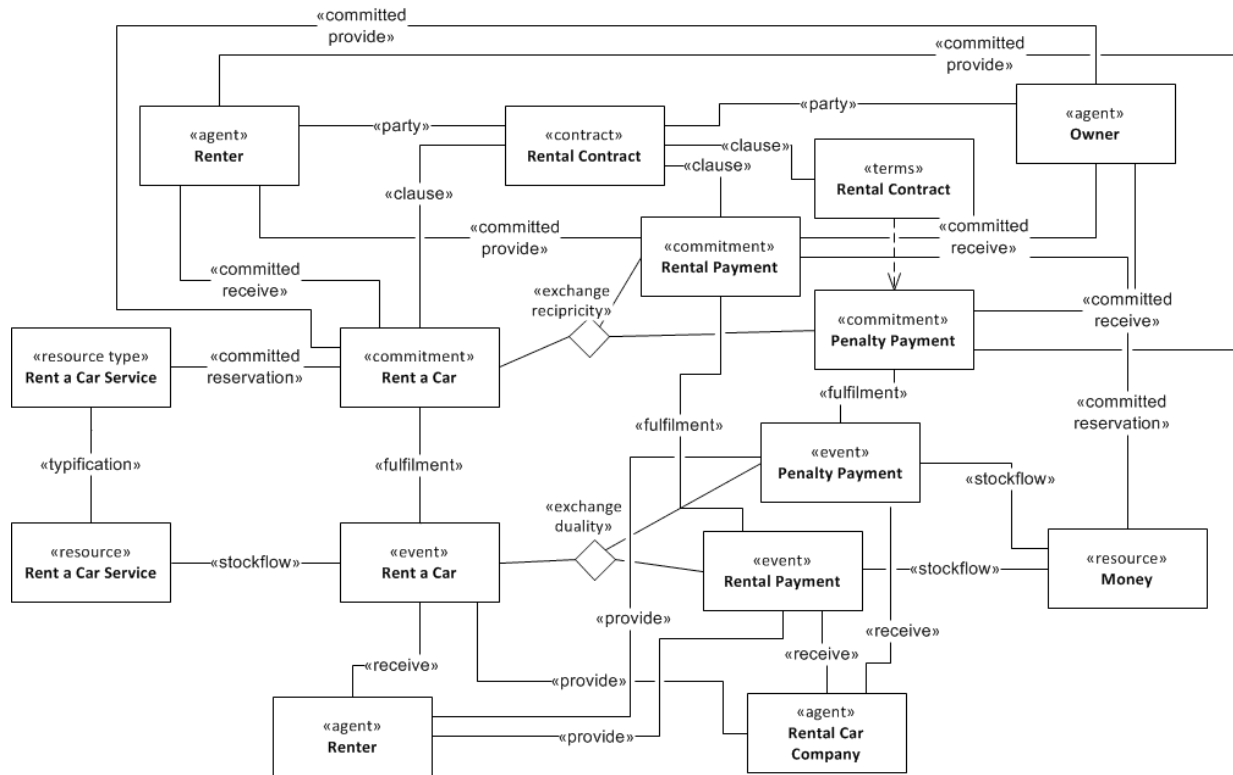 «committed
provide»
«committed
provide»
«agent»
Renter
«party»
«contract»
Rental Contract
«party»
«agent»
Owner
«clause»
«clause»
«clause»
«terms»
Rental Contract
«committed
provide»
«commitment»
Rental Payment
«committed
receive»
«committed
receive»
«exchange
recipricity»
«commitment»
Penalty Payment
«committed
receive»
«resource type»
Rent a Car Service
«committed
reservation»
«commitment»
Rent a Car
«fulfilment»
«committed
reservation»
«fulfilment»
«typification»
«fulfilment»
«event»
Penalty Payment
«stockflow»
«exchange
duality»
«resource»
Rent a Car Service
«stockflow»
«event»
Rent a Car
«event»
Rental Payment
«stockflow»
«resource»
Money
«provide»
«receive»
«receive»
«receive»
«provide»
«agent»
Renter
«provide»
«agent»
Rental Car
Company